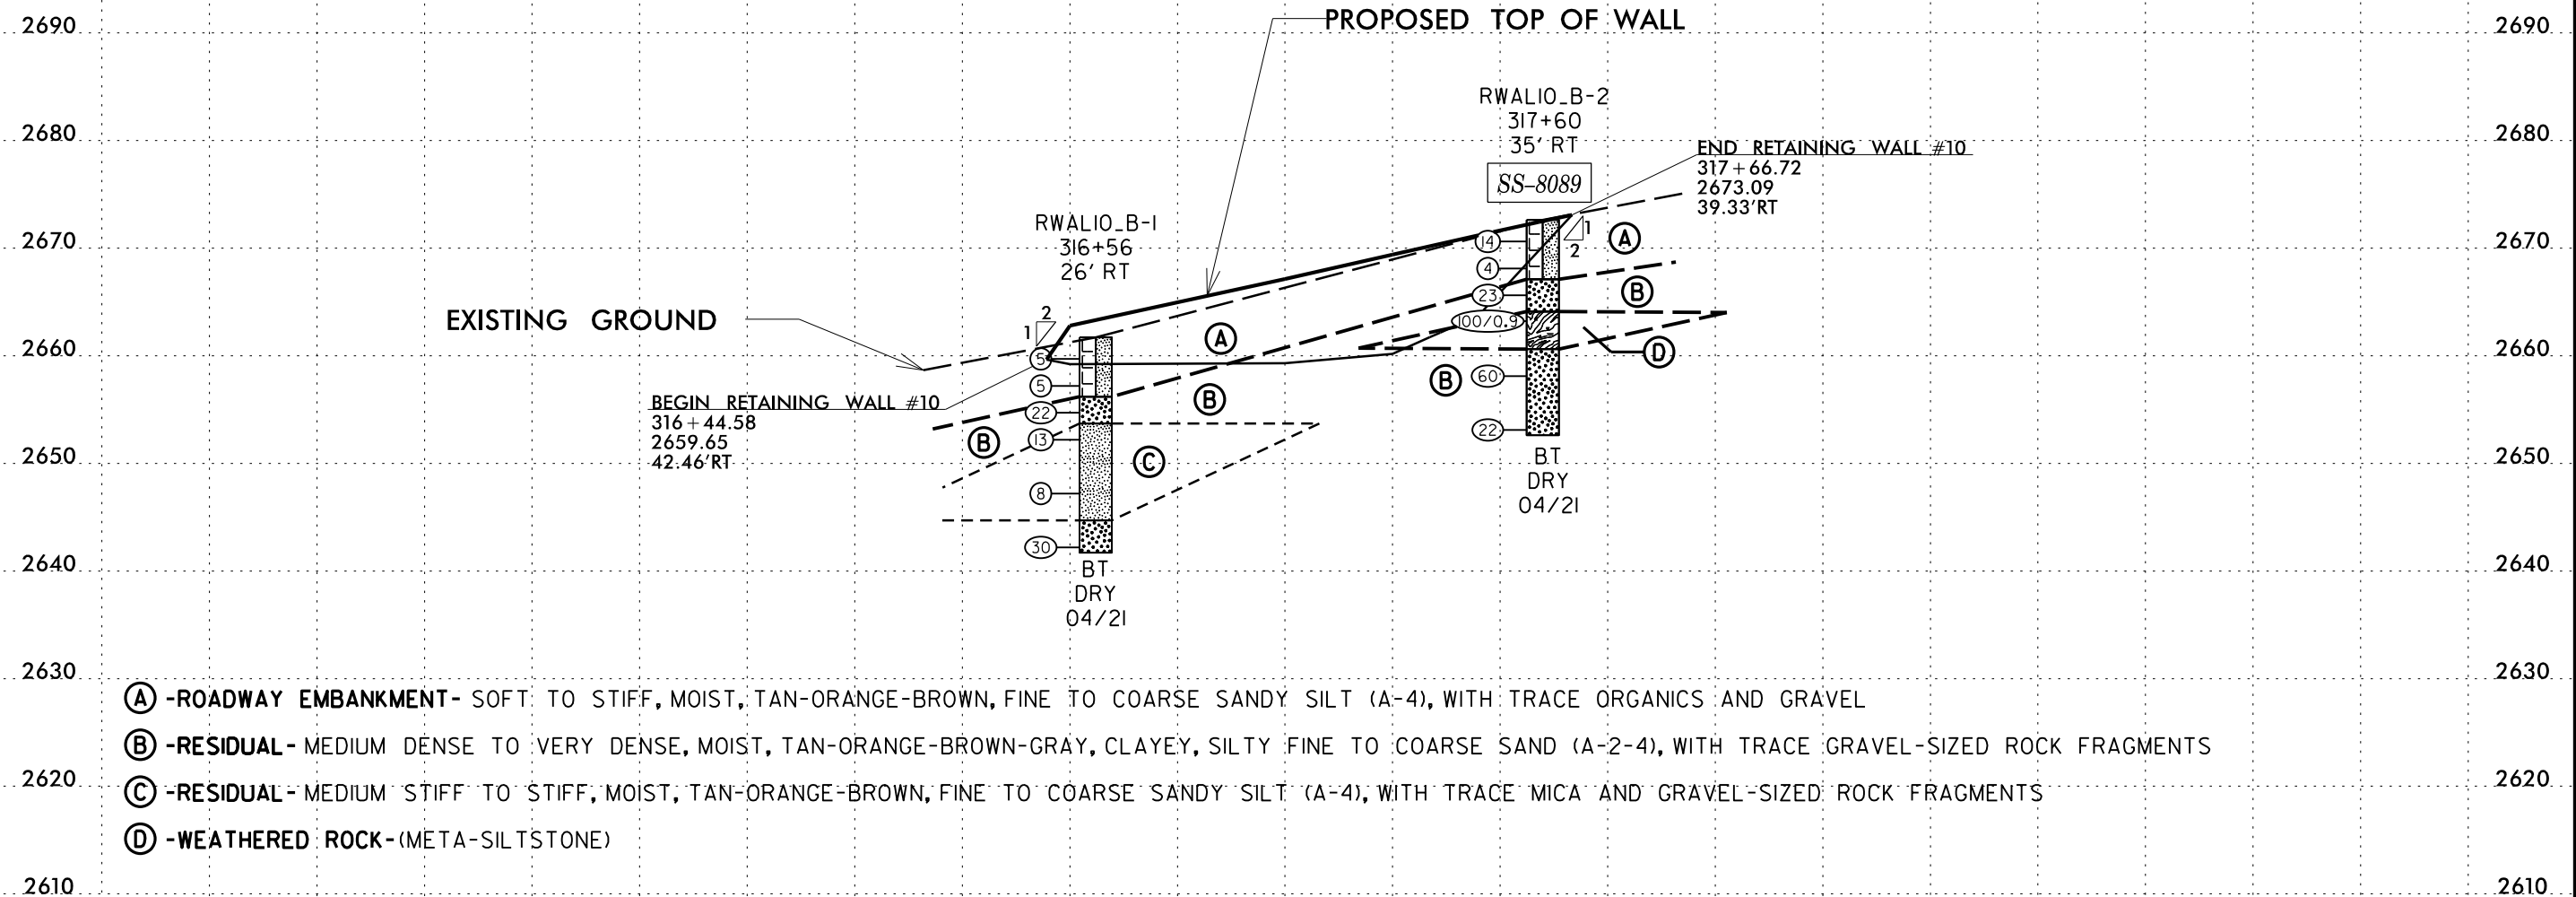 PROPOSED TOP OF WALL
2690
2690
RWAL10_B-2
317+60
35' RT
SS-8089
2680
2680
END RETAINING WALL #10
317+66.72
2673.09
39.33'RT
RWAL10_B-1
316+56
26' RT
2670
2670
14
4
23
100/0.9
60
22
1
2
A
B
D
B
EXISTING GROUND
2
1
2660
2660
5
5
22
13
8
30
A
B
B
C
BEGIN RETAINING WALL #10
316+44.58
2659.65
42.46'RT
2650
2650
BT
DRY
04/21
2640
2640
BT
DRY
04/21
2630
2630
A -ROADWAY EMBANKMENT- SOFT TO STIFF, MOIST, TAN-ORANGE-BROWN, FINE TO COARSE SANDY SILT (A-4), WITH TRACE ORGANICS AND GRAVEL
B -RESIDUAL- MEDIUM DENSE TO VERY DENSE, MOIST, TAN-ORANGE-BROWN-GRAY, CLAYEY, SILTY FINE TO COARSE SAND (A-2-4), WITH TRACE GRAVEL-SIZED ROCK FRAGMENTS
2620
2620
C -RESIDUAL- MEDIUM STIFF TO STIFF, MOIST, TAN-ORANGE-BROWN, FINE TO COARSE SANDY SILT (A-4), WITH TRACE MICA AND GRAVEL-SIZED ROCK FRAGMENTS
D -WEATHERED ROCK-(META-SILTSTONE)
2610
2610